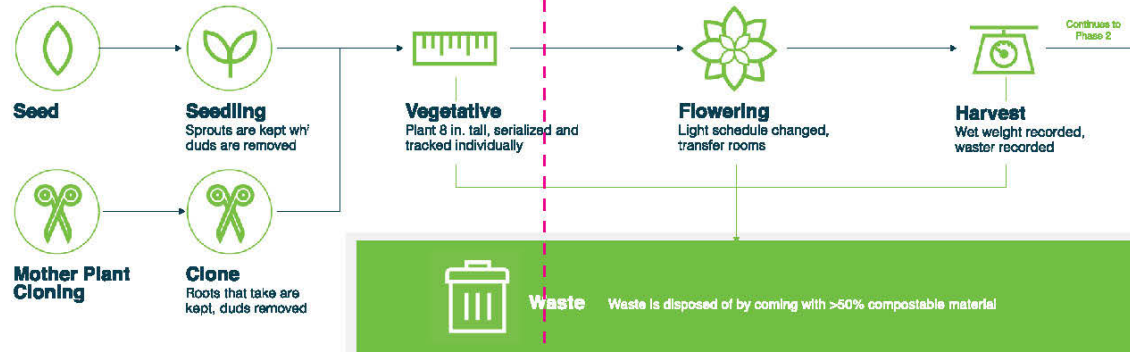 Continues to
Phase 2
Seed
Seedling
Sprouts are kept
duds are removed
Vegetative
Plant 8 in. tall, serialized and
tracked individually
Flowering
Light schedule changed,
transfer rooms
Harvest
Wet weight recorded,
waster recorded
Mother Plant
Cloning
Clone
Roots that take are
kept, duds removed
Waste
Waste is disposed of by coming with >50% compostable material